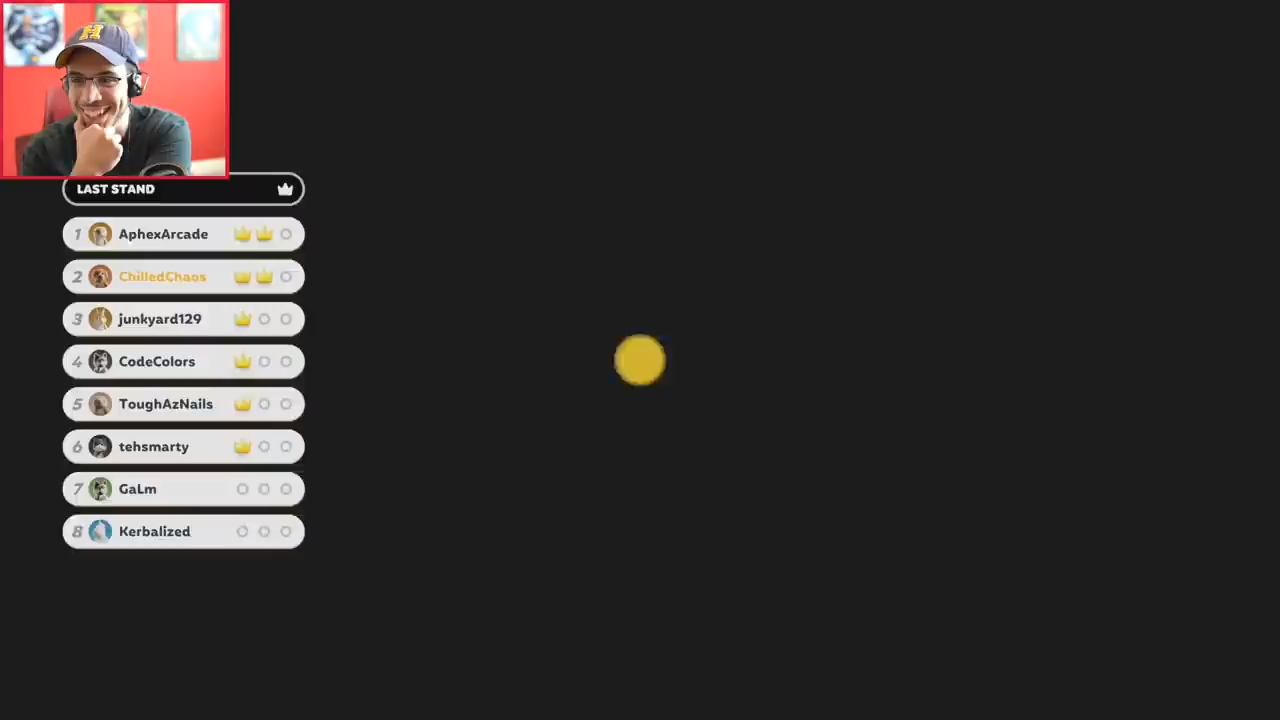 H
LAST STAND
1 AphexArcade
2 ChilledChaos
3 junkyard129
4 CodeColors
5 ToughAzNails
6 tehsmarty
7 GaLm
8 Kerbalized